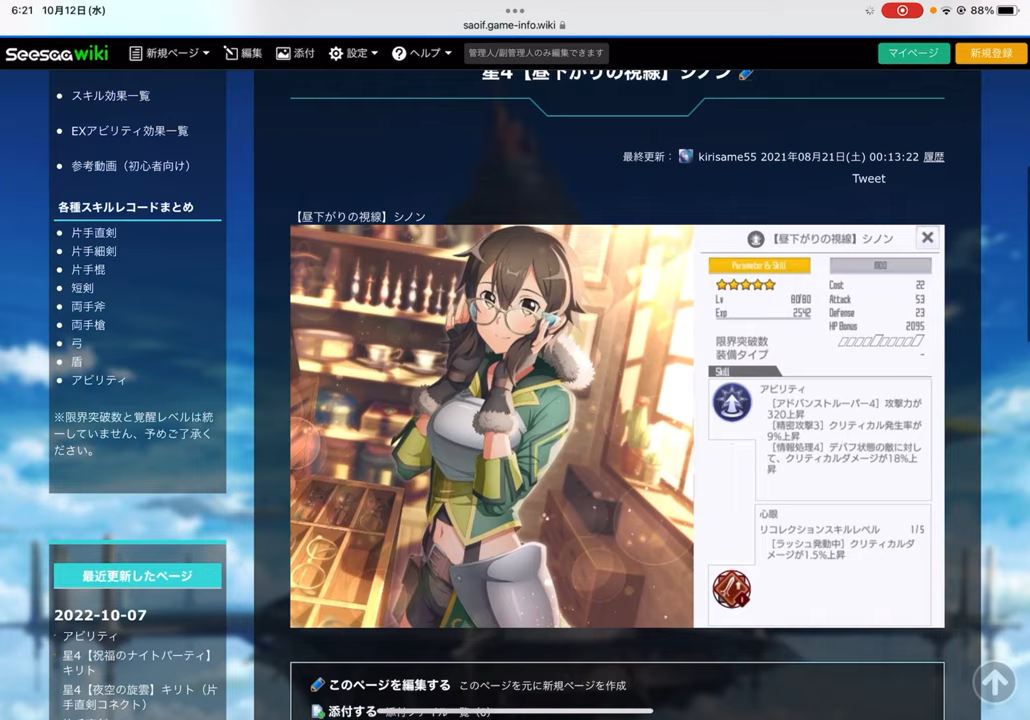 6:21 10月12日(水)
88%
saoif.game-info.wiki
Seesaa wiki
新規ページ
編集
添付
設定
ヘルプ
管理人/副管理人のみ編集できます
マイページ
新規登録
スキル効果一覧
EXアビリティ効果一覧
参考動画（初心者向け）
各種スキルレコードまとめ
片手直剣
片手細剣
片手棍
短剣
両手斧
両手槍
弓
盾
アビリティ
※限界突破数と覚醒レベルは統
一していません、予めご了承く
ださい。
最近更新したページ
2022-10-07
アビリティ
星4【祝福のナイトパーティ】
キリト
星4【夜空の旋雲】キリト（片
手直剣コネクト）
星4【昼下がりの視線】シノン
最終更新： kirisame55 2021年08月21日(土) 00:13:22 履歴
Tweet
【昼下がりの視線】シノン
【昼下がりの視線】シノン
Parameter & Skill
Lv 80/80
Exp 2542
Cost 22
Attack 53
Defense 23
HP Bonus 2095
限界突破数
装備タイプ -
Skill
アビリティ
［アドバンストルーパー4］攻撃力が
320上昇
［精密攻撃3］クリティカル発生率が
9%上昇
［情報処理4］デバフ状態の敵に対し
て、クリティカルダメージが18%上
昇
心眼
リコレクションスキルレベル 1/5
［ラッシュ発動中］クリティカルダ
メージが1.5%上昇
このページを編集する このページを元に新規ページを作成
添付する 添付ファイル一覧(0)